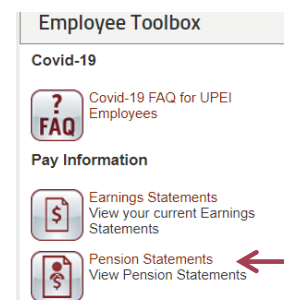 Employee Toolbox
Covid-19
?
FAQ
Covid-19 FAQ for UPEI
Employees
Pay Information
$
Earnings Statements
View your current Earnings
Statements
$
Pension Statements
View Pension Statements